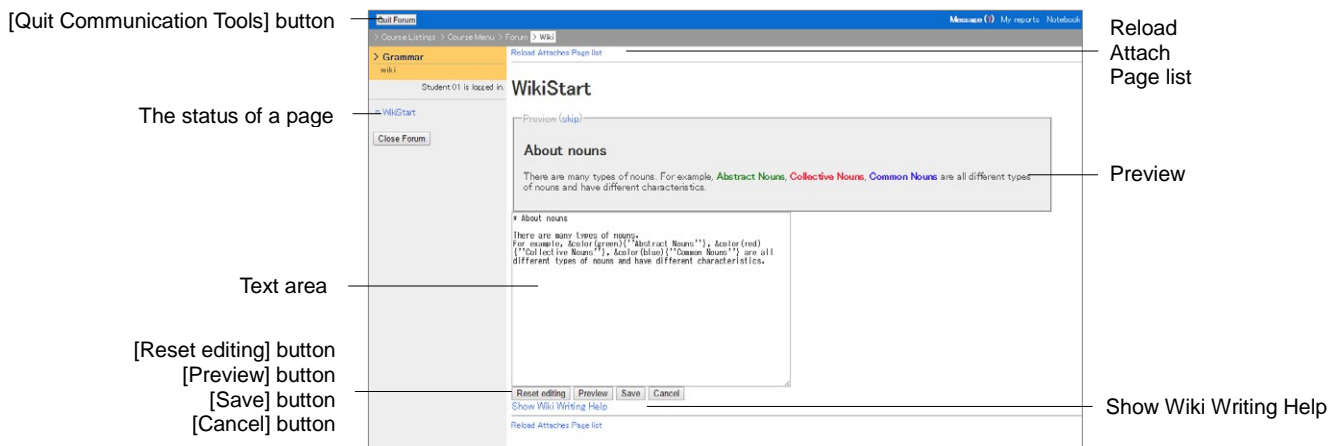 [Quit Communication Tools] button
Quit Forum
Message (1) My reports Notebook
> Course Listings > Course Menu > Forum > Wiki
Reload
Attach
Page list
> Grammar
wiki
Reload Attaches Page list
Student 01 is logged in.
WikiStart
The status of a page
WikiStart
Close Forum
Preview (skip)
About nouns
There are many types of nouns. For example, Abstract Nouns, Collective Nouns, Common Nouns are all different types
of nouns and have different characteristics.
Preview
* About nouns
There are many types of nouns.
For example, &color(green){''Abstract Nouns''}, &color(red)
{''Collective Nouns''}, &color(blue){''Common Nouns''} are all
different types of nouns and have different characteristics.
Text area
[Reset editing] button
[Preview] button
[Save] button
[Cancel] button
Reset editing Preview Save Cancel
Show Wiki Writing Help
Show Wiki Writing Help
Reload Attaches Page list